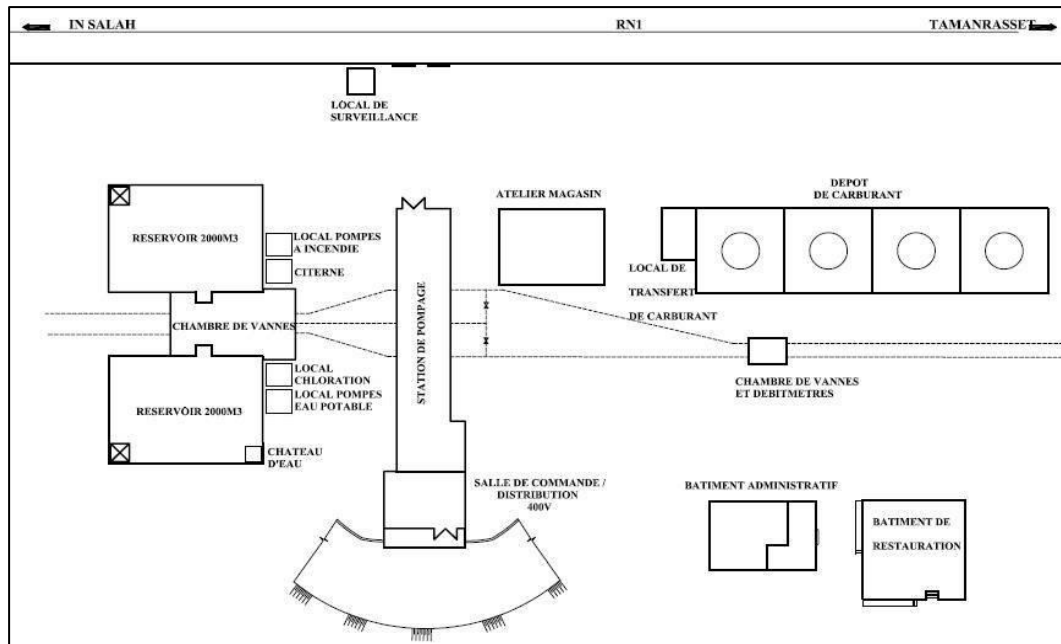 IN SALAH
RN1
TAMANRASSET
LOCAL DE
SURVEILLANCE
RESERVOIR 2000M3
LOCAL POMPES
A INCENDIE
CITERNE
CHAMBRE DE VANNES
LOCAL
CHLORATION
LOCAL POMPES
EAU POTABLE
RESERVOIR 2000M3
CHATEAU
D'EAU
STATION DE POMPAGE
ATELIER MAGASIN
DEPOT
DE CARBURANT
LOCAL DE
TRANSFERT
DE CARBURANT
CHAMBRE DE VANNES
ET DEBITMETRES
SALLE DE COMMANDE /
DISTRIBUTION
400V
BATIMENT ADMINISTRATIF
BATIMENT DE
RESTAURATION